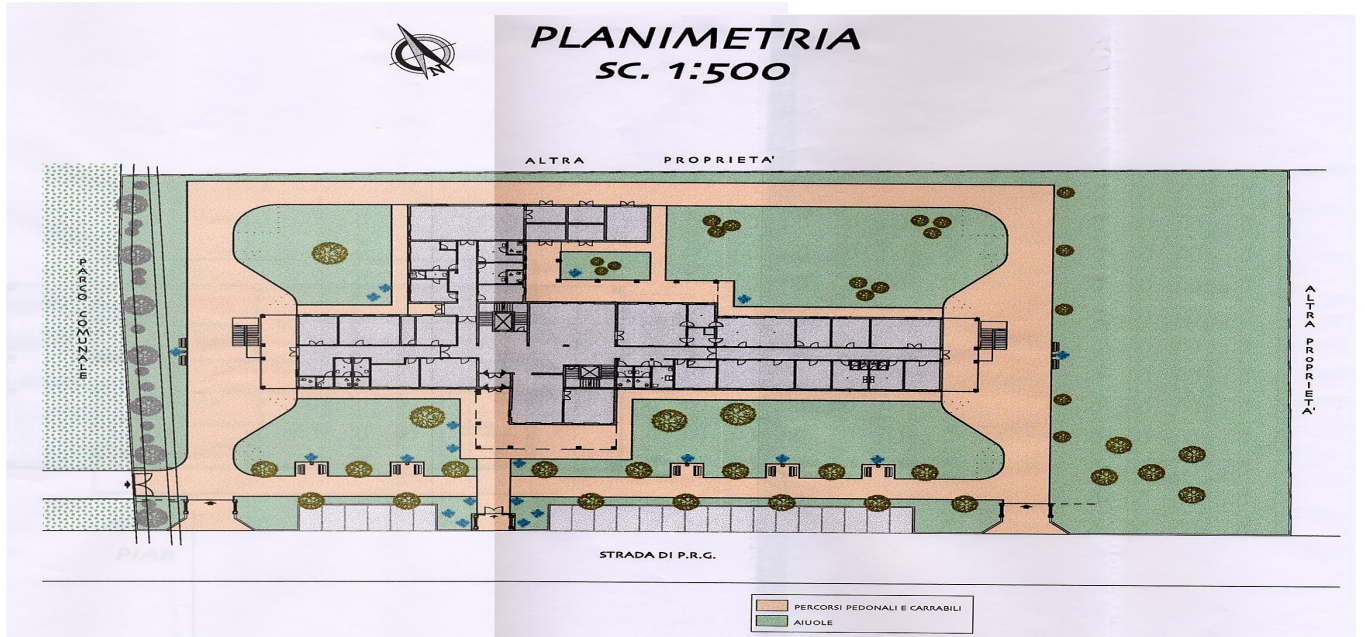 PLANIMETRIA
SC. 1:500
N
ALTRA PROPRIETA'
PARCO COMUNALE
ALTRA PROPRIETA'
STRADA DI P.R.G.
PERCORSI PEDONALI E CARRABILI
AIUOLE